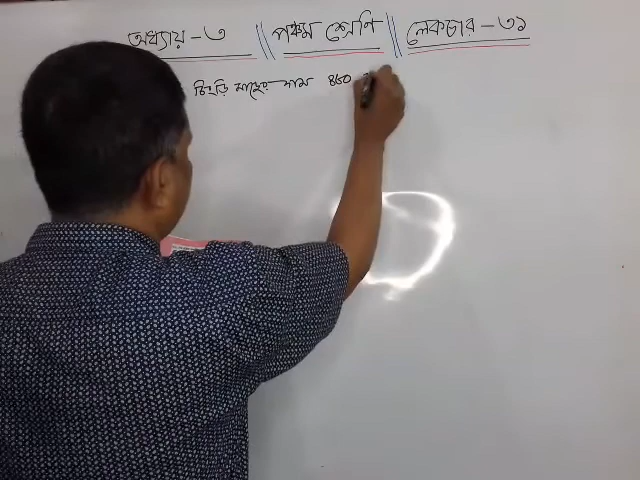 অধ্যায় - ৩ || পঞ্চম শ্রেণি || লেকচার - ৩১
চিংড়ি মাছের দাম ৪৫০